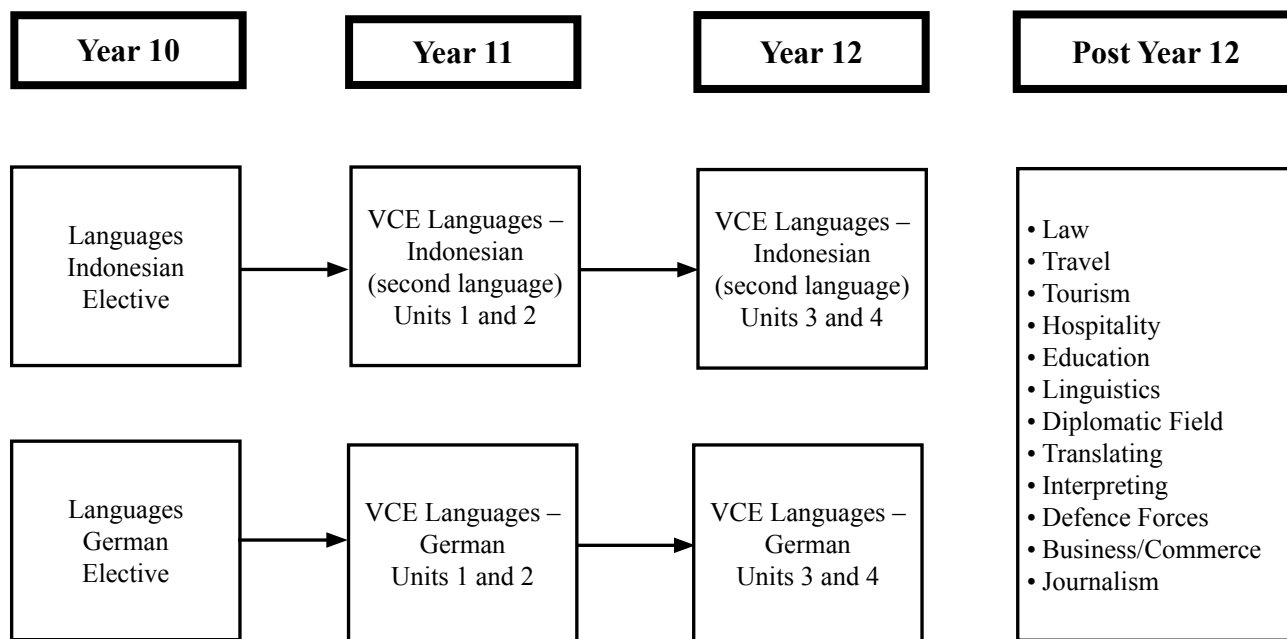 Year 10
Year 11
Year 12
Post Year 12
Languages
Indonesian
Elective
VCE Languages –
Indonesian
(second language)
Units 1 and 2
VCE Languages –
Indonesian
(second language)
Units 3 and 4
Languages
German
Elective
VCE Languages –
German
Units 1 and 2
VCE Languages –
German
Units 3 and 4
• Law
• Travel
• Tourism
• Hospitality
• Education
• Linguistics
• Diplomatic Field
• Translating
• Interpreting
• Defence Forces
• Business/Commerce
• Journalism